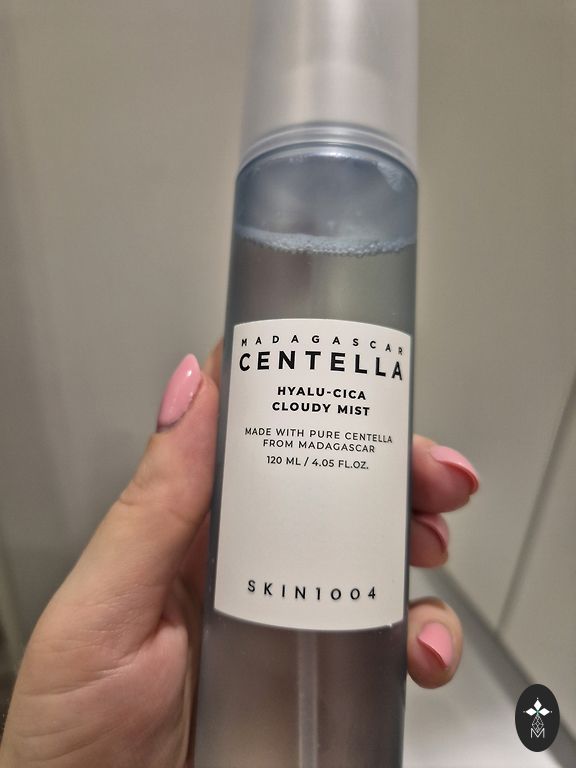 MADAGASCAR
CENTELLA
HYALU-CICA
CLOUDY MIST
MADE WITH PURE CENTELLA
FROM MADAGASCAR
120 ML / 4.05 FL.OZ.
SKIN1004
M